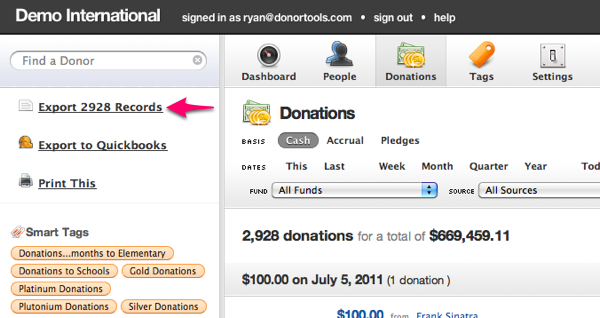 Demo International
signed in as ryan@donortools.com • sign out • help
Find a Donor
Dashboard People Donations Tags Settings
Export 2928 Records
Export to Quickbooks
Print This
Smart Tags
Donations...months to Elementary
Donations to Schools Gold Donations
Platinum Donations
Plutonium Donations Silver Donations
Donations
BASIS Cash Accrual Pledges
DATES This Last Week Month Quarter Year Tod
FUND All Funds SOURCE All Sources
2,928 donations for a total of $669,459.11
$100.00 on July 5, 2011 (1 donation )
$100.00 from Frank Sinatra